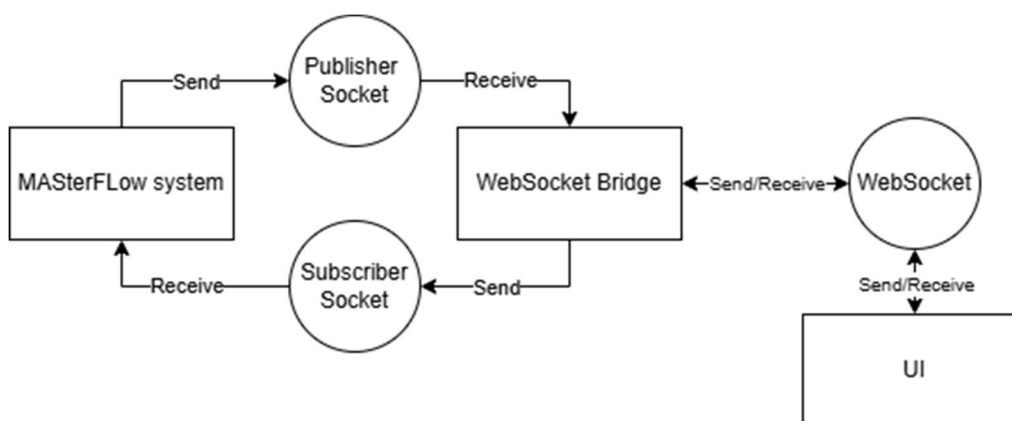 Publisher
Socket
Send
Receive
MASterFLow system
WebSocket Bridge
Send/Receive
WebSocket
Subscriber
Socket
Receive
Send
Send/Receive
UI